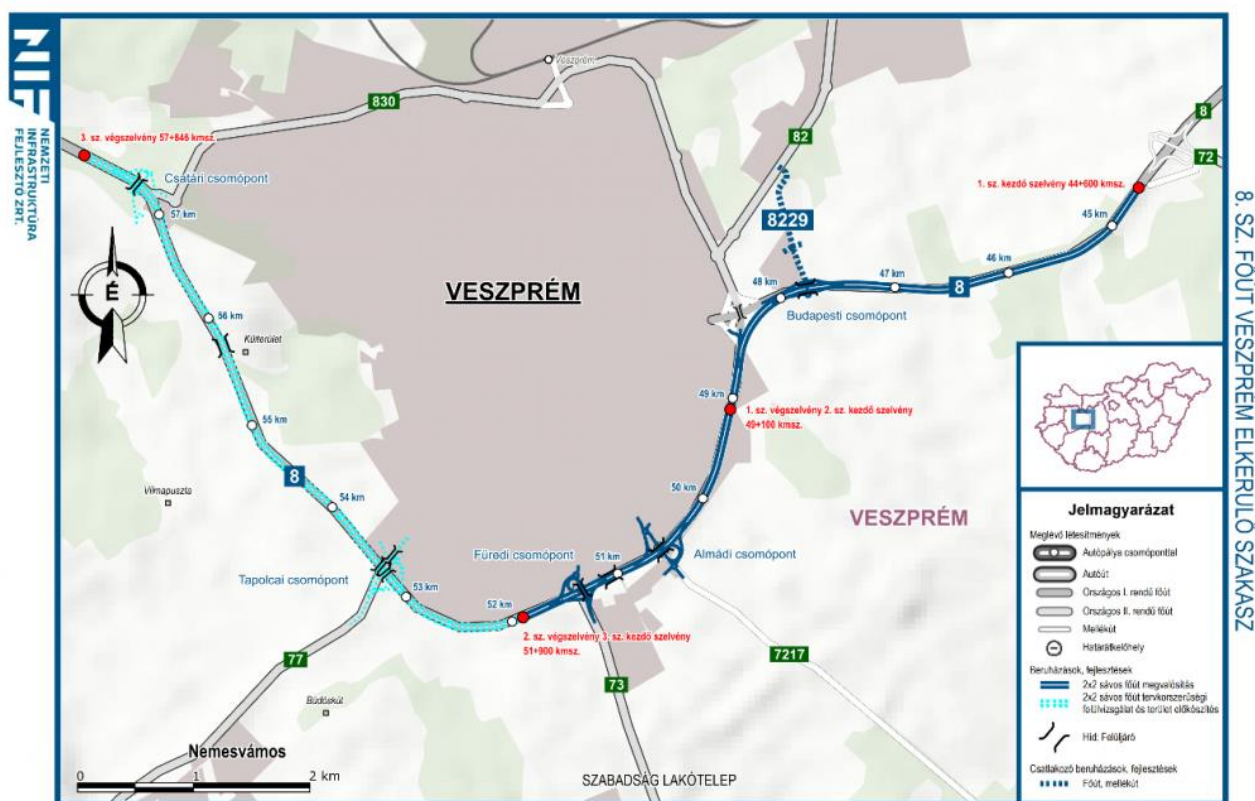 NIF
NEMZETI
INFRASTRUKTÚRA
FEJLESZTŐ ZRT.
8. SZ. FŐÚT VESZPRÉM ELKERÜLŐ SZAKASZ
Veszprém
830
82
8
72
3. sz. végszelvény 57+846 kmsz.
Csatári csomópont
57 km
1. sz. kezdő szelvény 44+600 kmsz.
45 km
8229
46 km
47 km
48 km
8
Budapesti csomópont
É
VESZPRÉM
56 km
Külterület
55 km
49 km
1. sz. végszelvény 2. sz. kezdő szelvény
49+100 kmsz.
8
54 km
Vilmapuszta
50 km
VESZPRÉM
Tapolcai csomópont
53 km
Füredi csomópont
51 km
Almádi csomópont
52 km
2. sz. végszelvény 3. sz. kezdő szelvény
51+900 kmsz.
77
73
7217
Büdöskút
Nemesvámos
0 1 2 km
SZABADSÁG LAKÓTELEP
Jelmagyarázat
Meglévő létesítmények
Autópálya csomóponttal
Autóút
Országos I. rendű főút
Országos II. rendű főút
Mellékút
Határátkelőhely
Beruházások, fejlesztések
2x2 sávos főút megvalósítás
2x2 sávos főút tervkorszerűségi
felülvizsgálat és terület előkészítés
Híd: Felüljáró
Csatlakozó beruházások, fejlesztések
Főút, mellékút